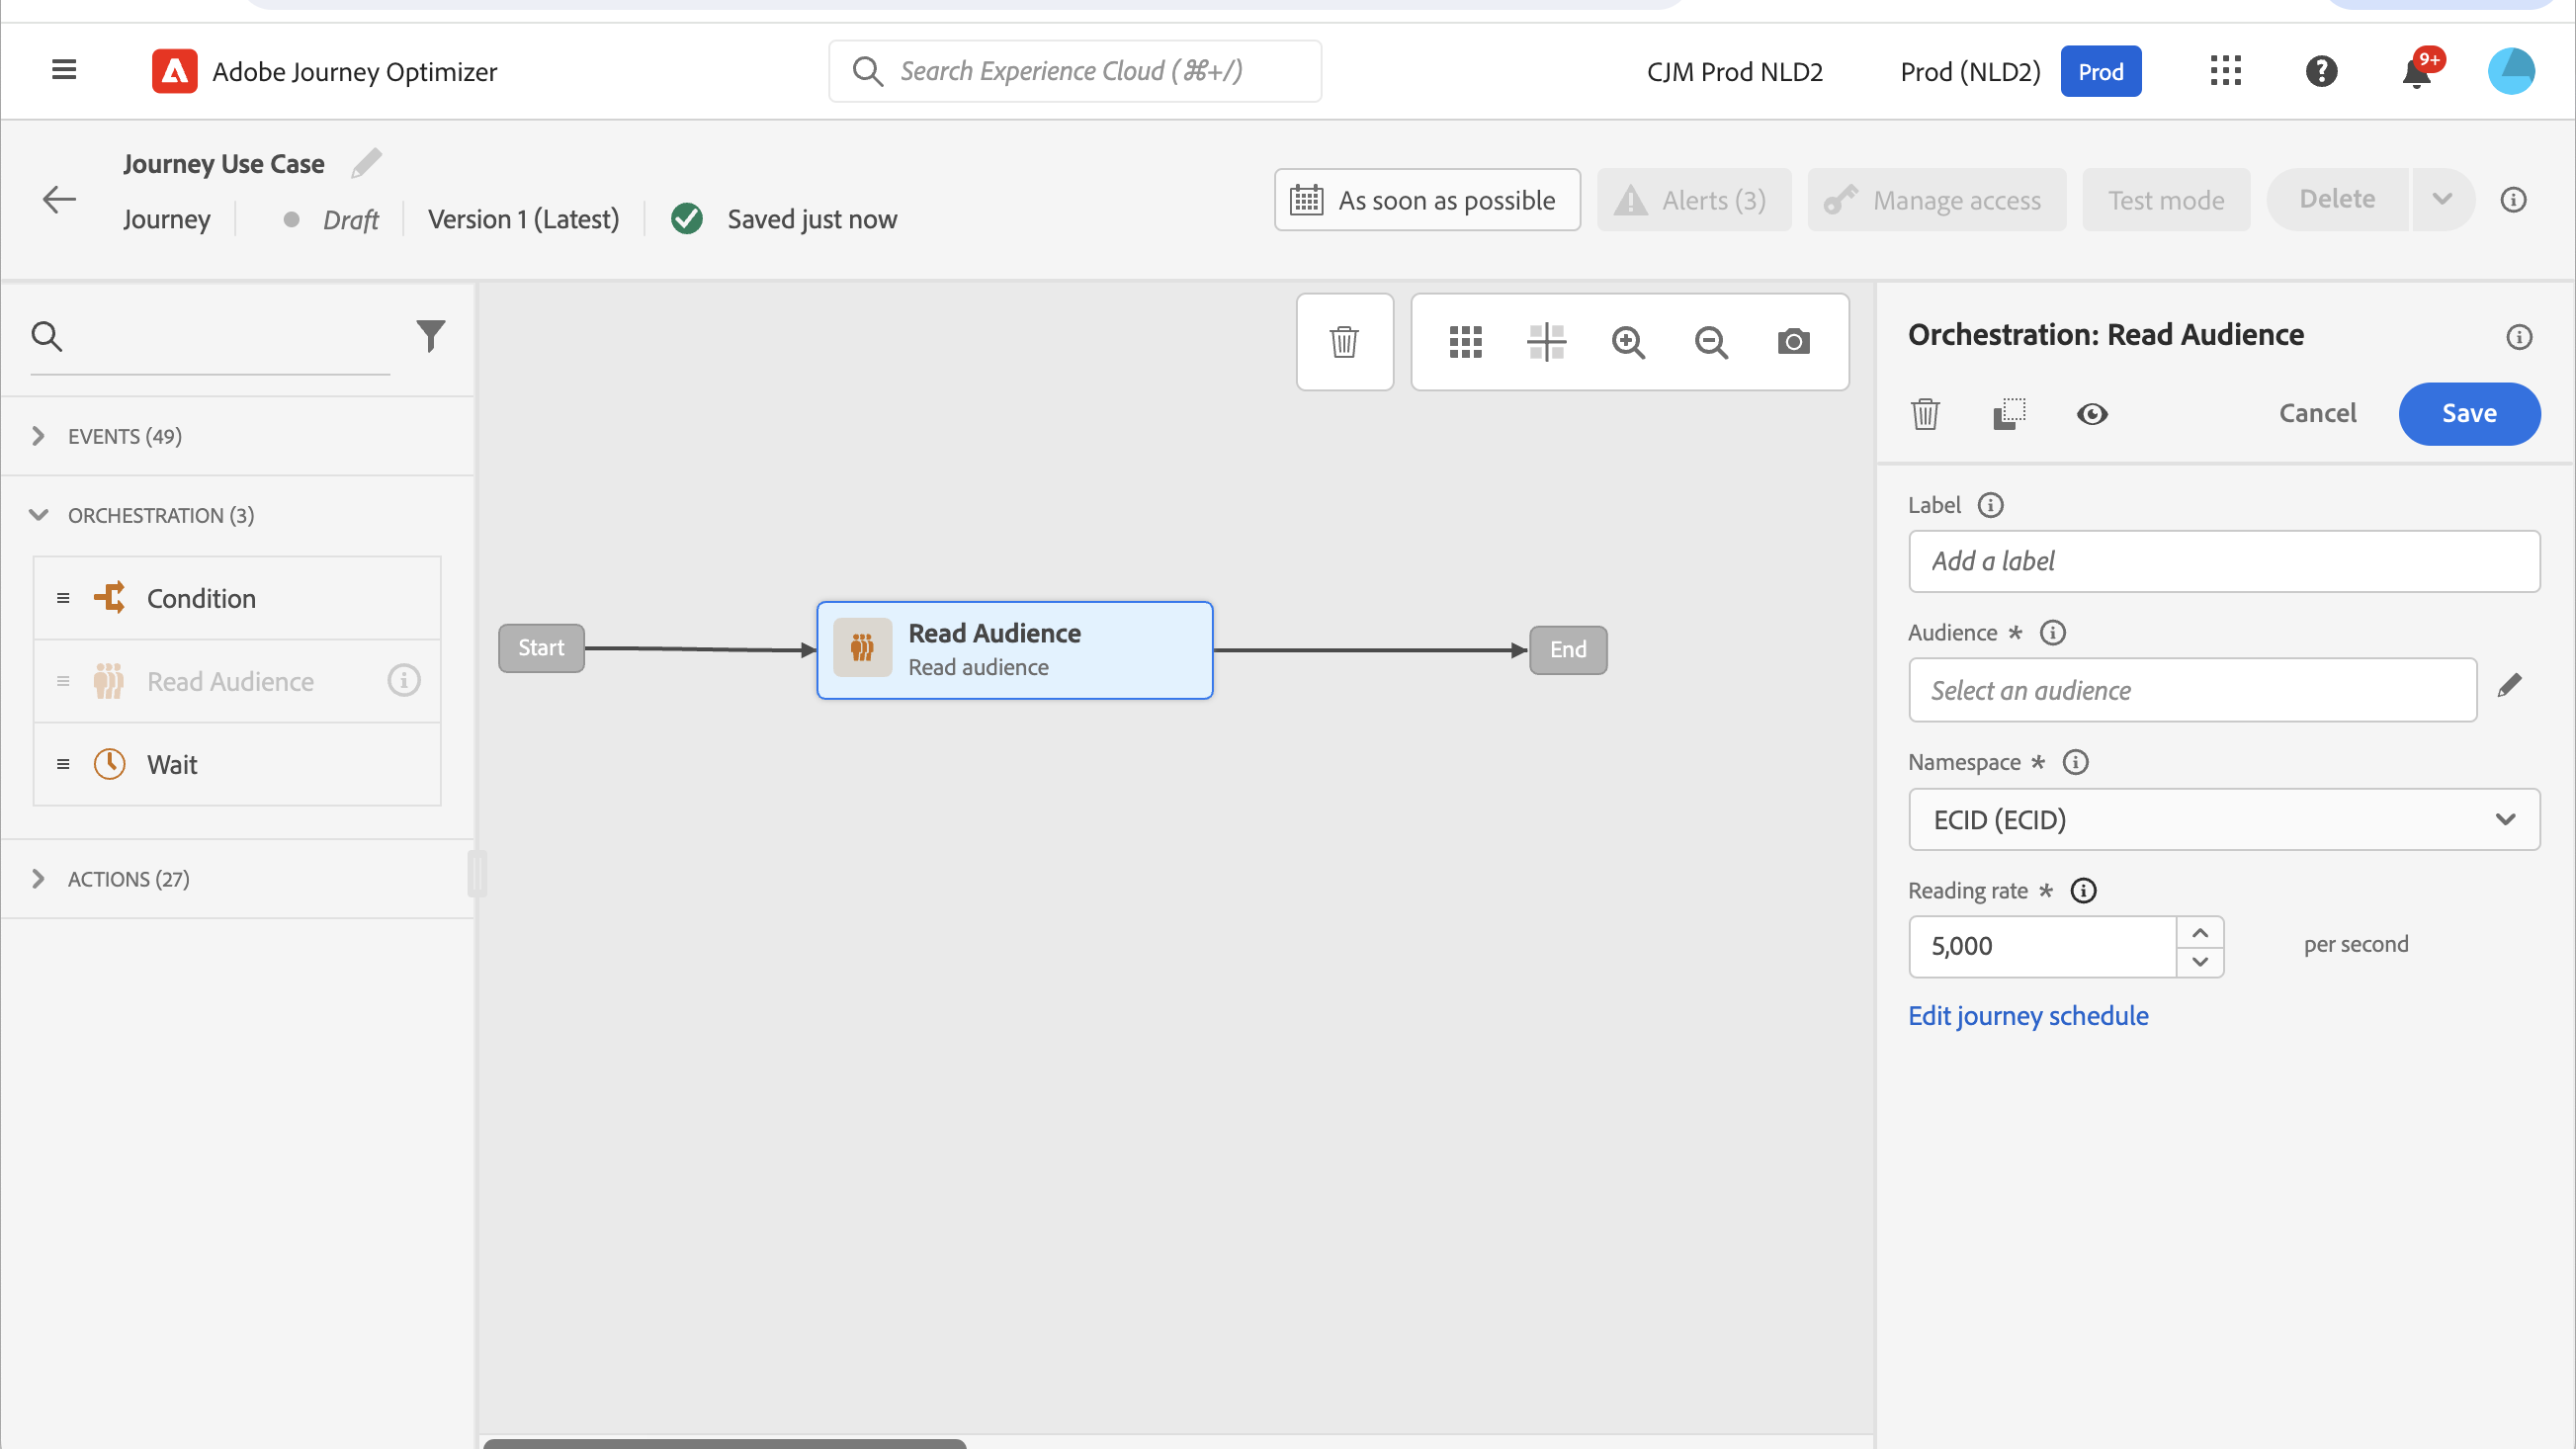 Adobe Journey Optimizer
Search Experience Cloud (⌘+/)
CJM Prod NLD2
Prod (NLD2)
Prod
9+
Journey Use Case
Journey
Draft
Version 1 (Latest)
Saved just now
As soon as possible
Alerts (3)
Manage access
Test mode
Delete
EVENTS (49)
ORCHESTRATION (3)
Condition
Read Audience
Wait
ACTIONS (27)
Start
Read Audience
Read audience
End
Orchestration: Read Audience
Cancel
Save
Label
Add a label
Audience *
Select an audience
Namespace *
ECID (ECID)
Reading rate *
5,000
per second
Edit journey schedule